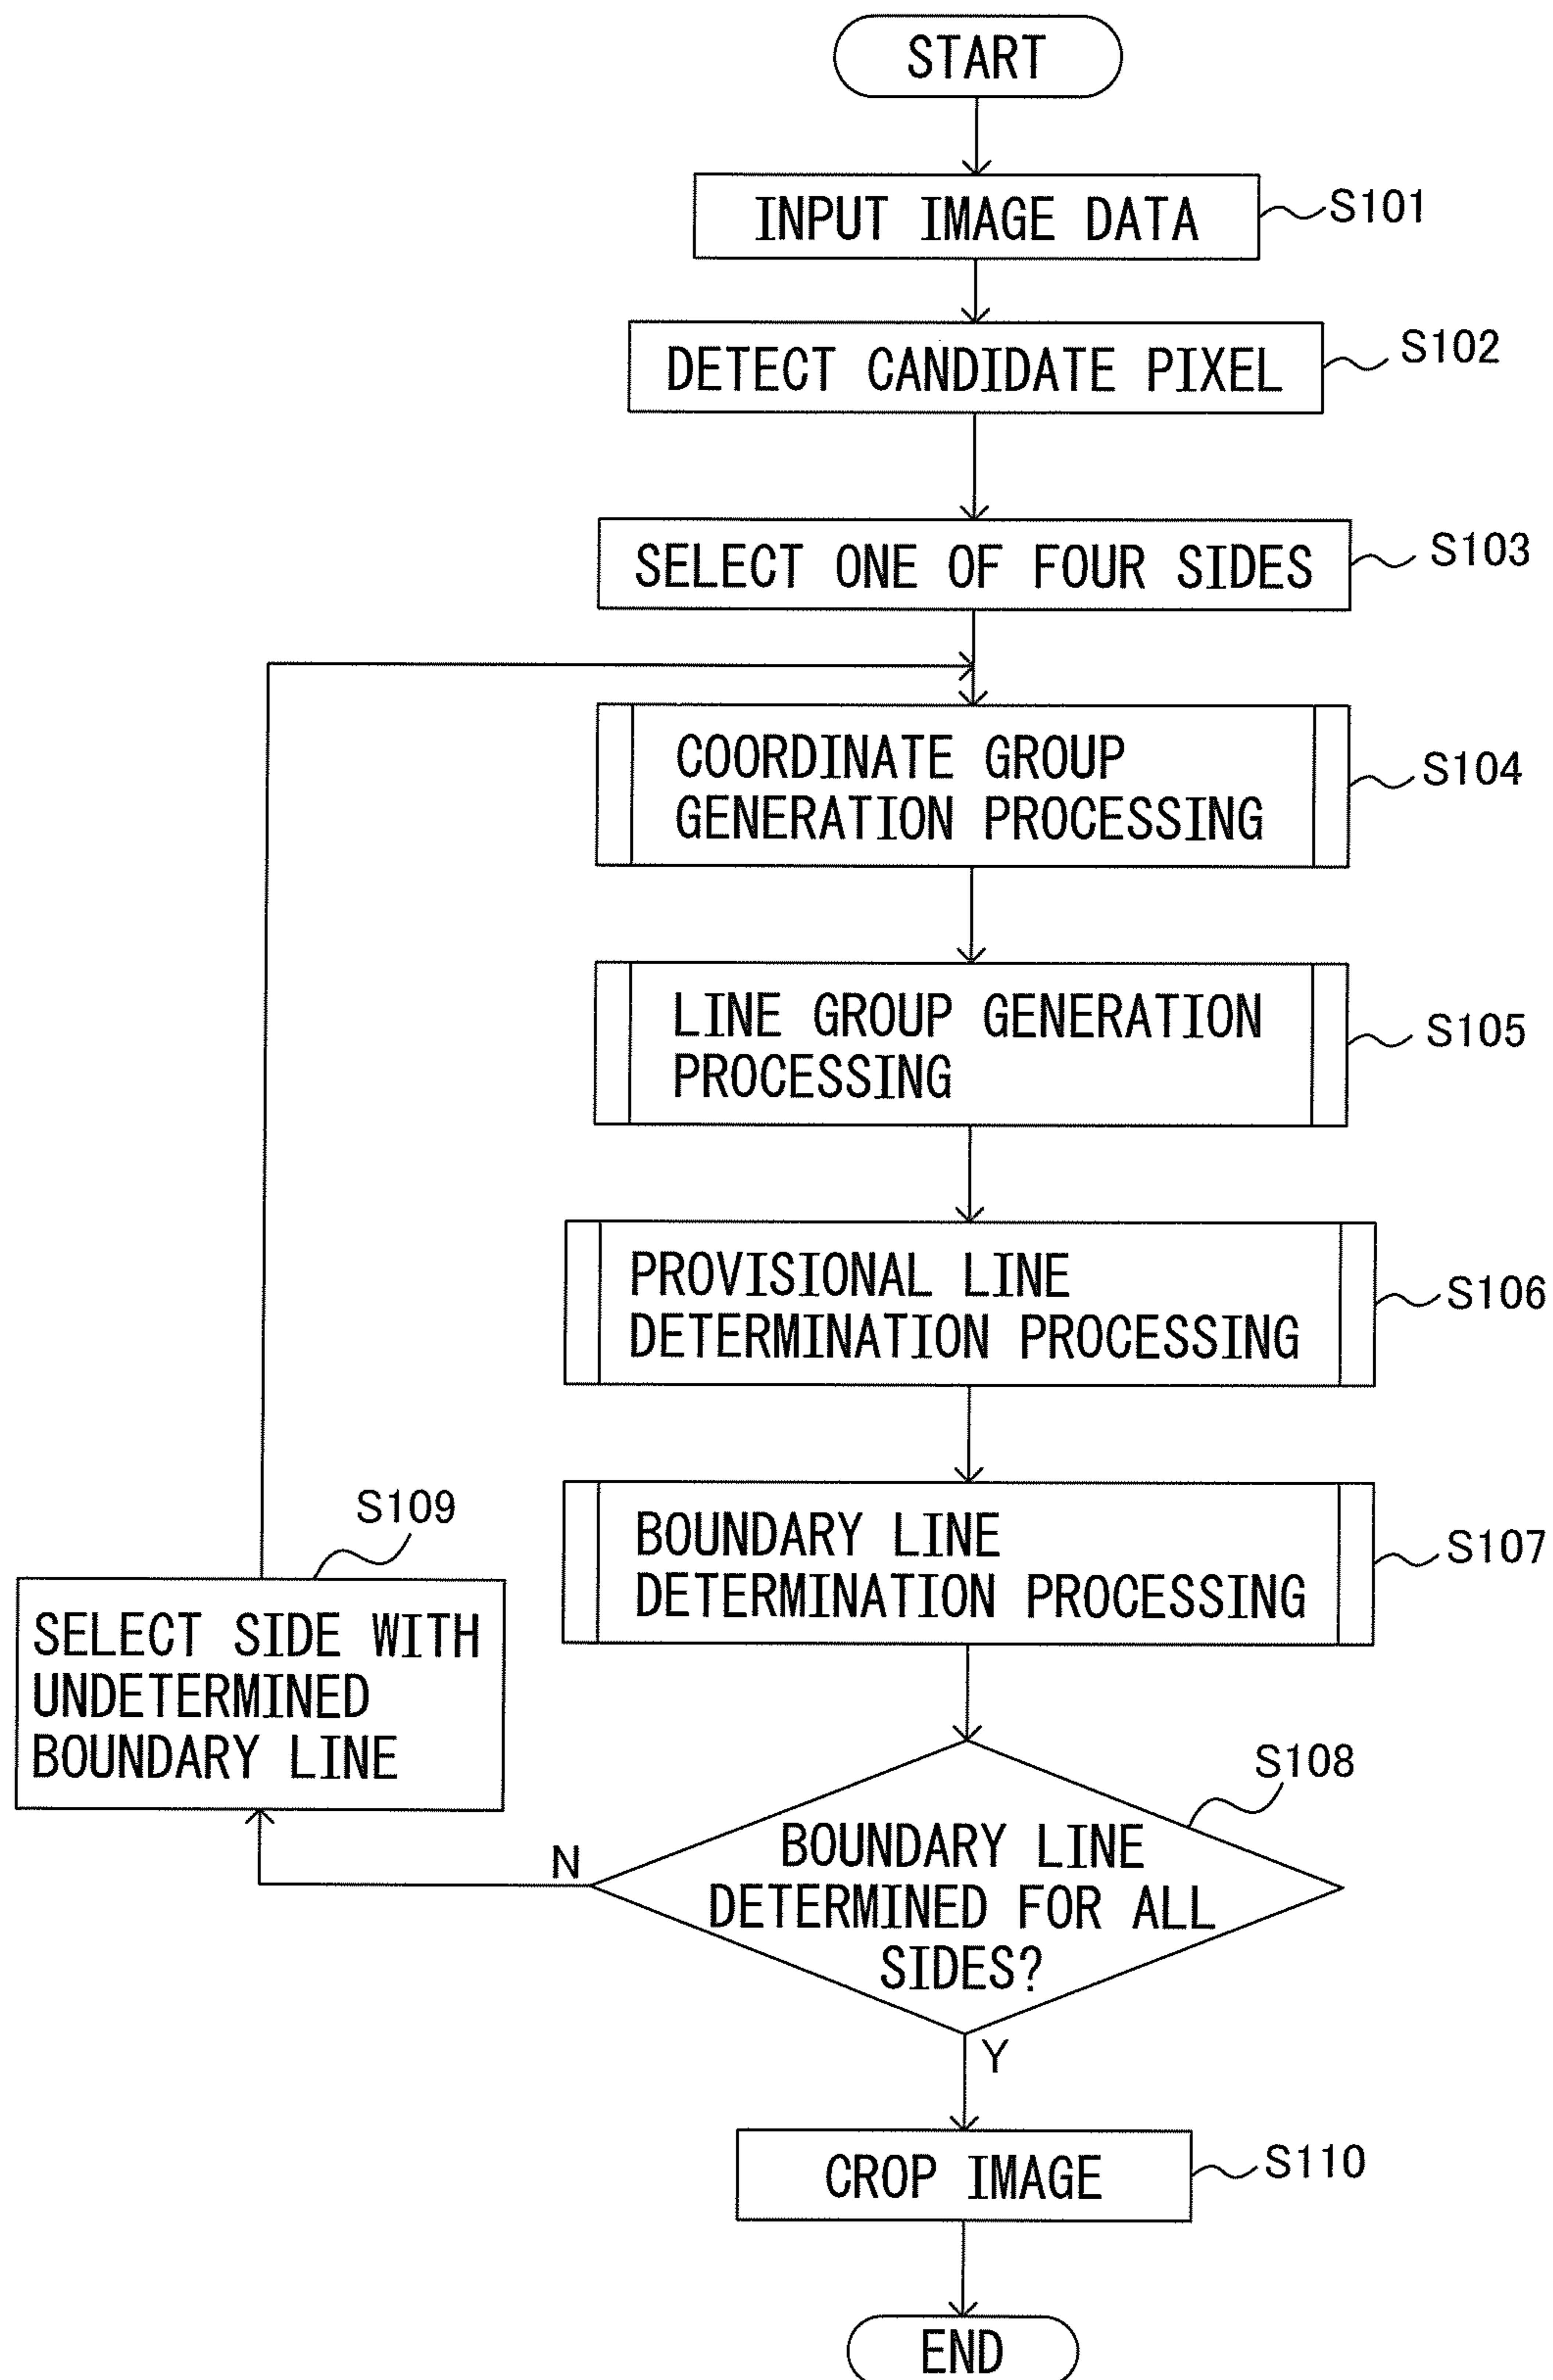 START
INPUT IMAGE DATA
S101
DETECT CANDIDATE PIXEL
S102
SELECT ONE OF FOUR SIDES
S103
COORDINATE GROUP
GENERATION PROCESSING
S104
LINE GROUP GENERATION
PROCESSING
S105
PROVISIONAL LINE
DETERMINATION PROCESSING
S106
BOUNDARY LINE
DETERMINATION PROCESSING
S107
S109
SELECT SIDE WITH
UNDETERMINED
BOUNDARY LINE
S108
BOUNDARY LINE
DETERMINED FOR ALL
SIDES?
N
Y
CROP IMAGE
S110
END